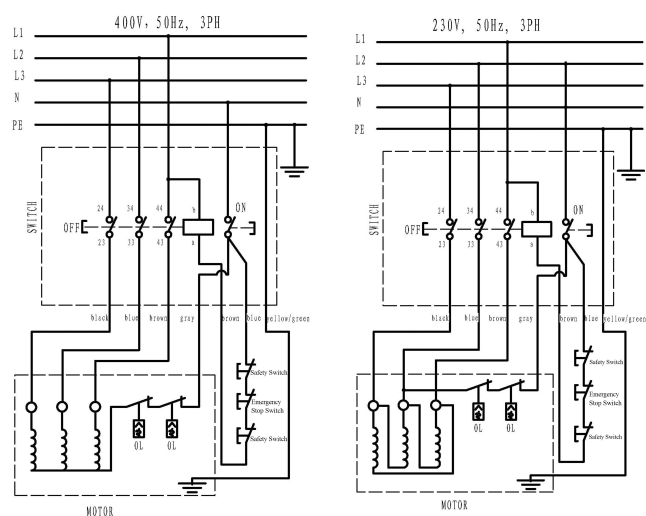 400V, 50Hz, 3PH
L1
L2
L3
N
PE
SWITCH
24 34 44
b
ON
OFF
23 33 43
a
black blue brown gray brown blue yellow/green
Safety Switch
Emergency
Stop Switch
Safety Switch
OL OL
MOTOR
230V, 50Hz, 3PH
L1
L2
L3
N
PE
SWITCH
24 34 44
b
ON
OFF
23 33 43
a
black blue brown gray brown blue yellow/green
Safety Switch
Emergency
Stop Switch
Safety Switch
OL OL
MOTOR